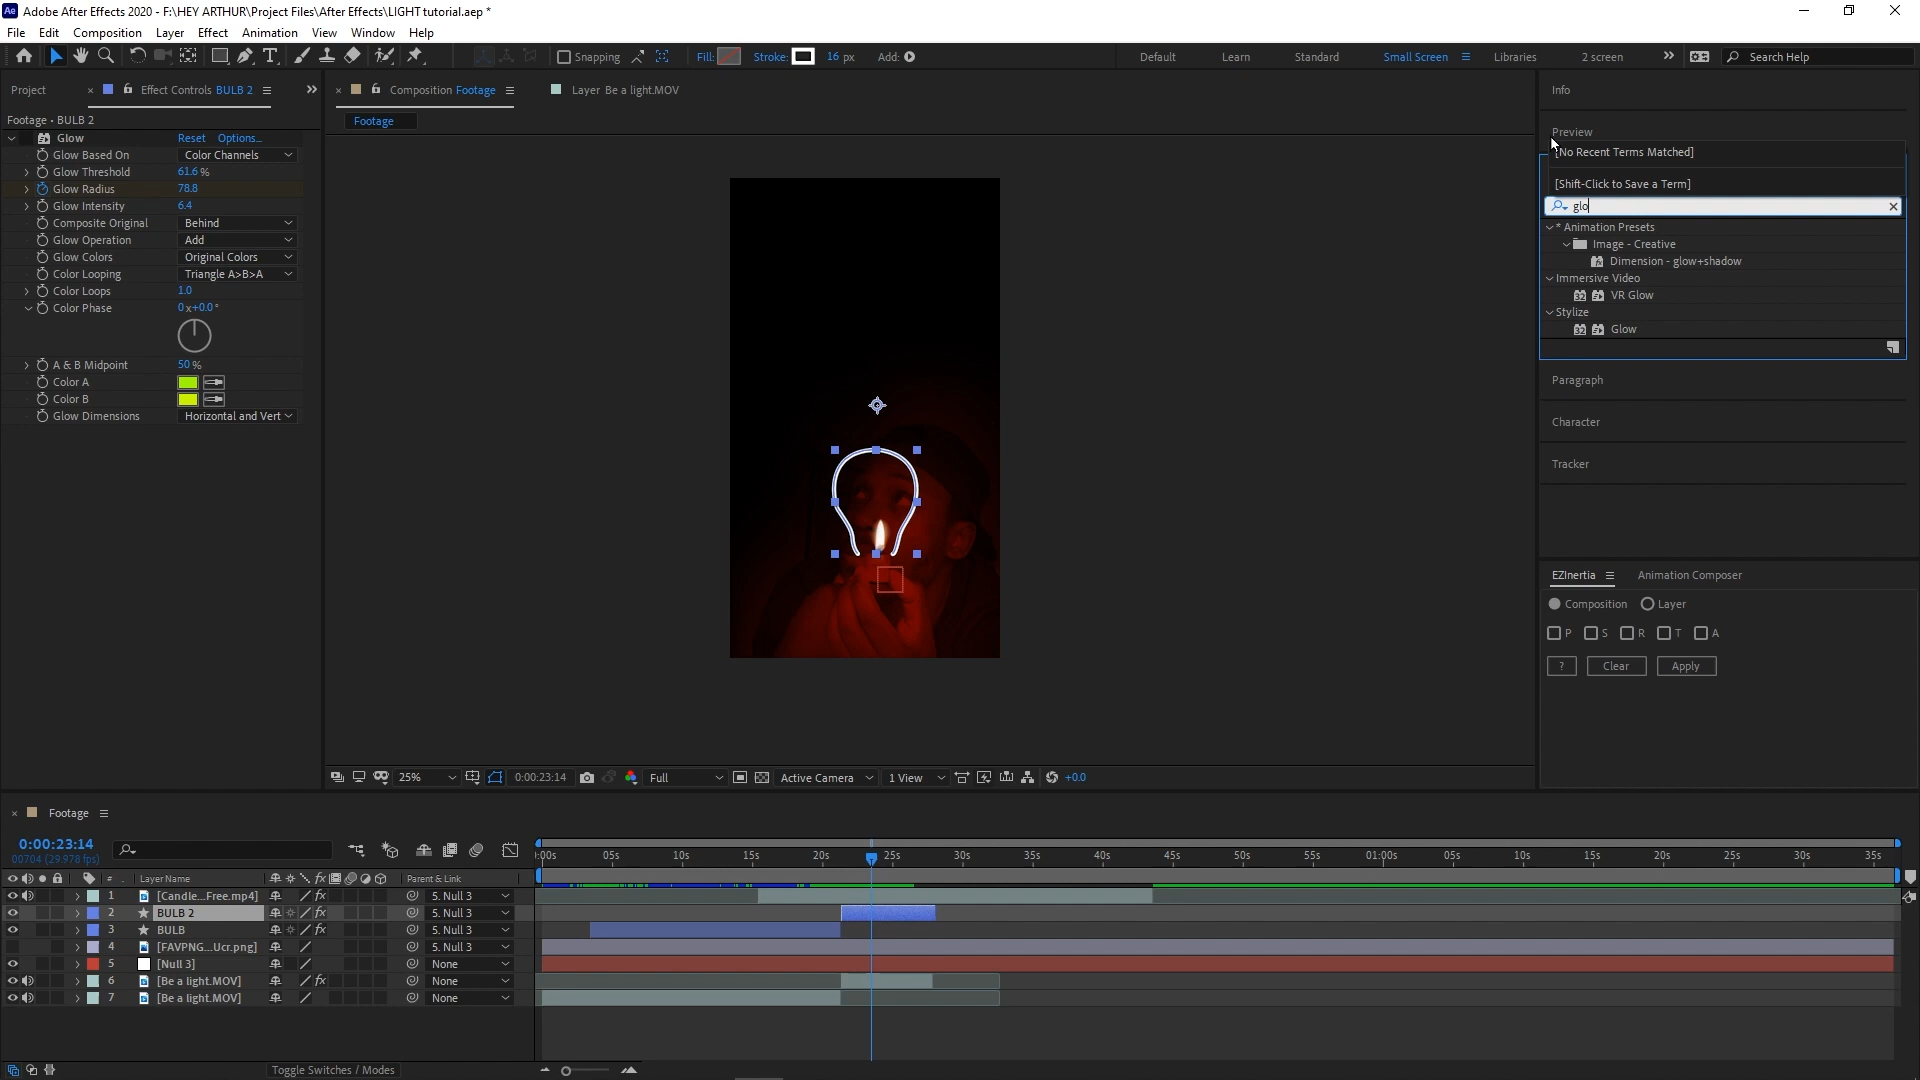 Adobe After Effects 2020 - F:\HEY ARTHUR\Project Files\After Effects\LIGHT tutorial.aep *
File Edit Composition Layer Effect Animation View Window Help
Snapping Fill: Stroke: 16 px Add: Default Learn Standard Small Screen Libraries 2 screen Search Help
Project Effect Controls BULB 2
Footage • BULB 2
Glow Reset Options...
Glow Based On Color Channels
Glow Threshold 61.6 %
Glow Radius 78.8
Glow Intensity 6.4
Composite Original Behind
Glow Operation Add
Glow Colors Original Colors
Color Looping Triangle A>B>A
Color Loops 1.0
Color Phase 0 x+0.0 °
A & B Midpoint 50 %
Color A
Color B
Glow Dimensions Horizontal and Vert
Composition Footage Layer Be a light.MOV
Footage
25% 0:00:23:14 Full Active Camera 1 View +0.0
Info
Preview
[No Recent Terms Matched]
[Shift-Click to Save a Term]
glo
* Animation Presets
Image - Creative
Dimension - glow+shadow
Immersive Video
32 VR Glow
Stylize
32 Glow
Paragraph
Character
Tracker
EZInertia Animation Composer
Composition Layer
P S R T A
? Clear Apply
Footage
0:00:23:14
00704 (29.978 fps)
:00s 05s 10s 15s 20s 25s 30s 35s 40s 45s 50s 55s 01:00s 05s 10s 15s 20s 25s 30s 35s
# Layer Name fx Parent & Link
1 [Candle...Free.mp4] fx 5. Null 3
2 BULB 2 fx 5. Null 3
3 BULB fx 5. Null 3
4 [FAVPNG...Ucr.png] 5. Null 3
5 [Null 3] None
6 [Be a light.MOV] fx None
7 [Be a light.MOV] None
Toggle Switches / Modes